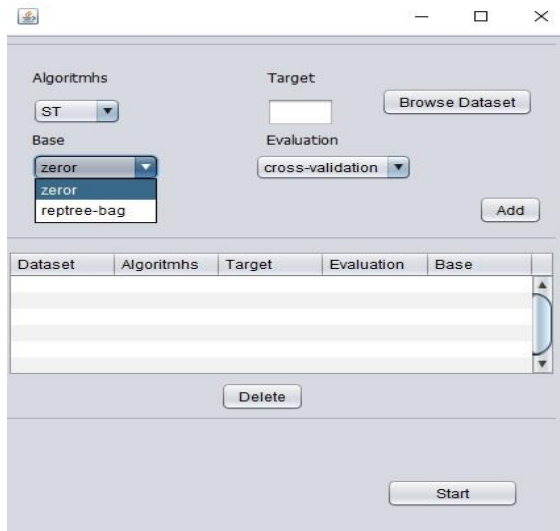 Algoritmhs Target
ST Browse Dataset
Base Evaluation
zeror cross-validation
zeror
reptree-bag
Add
Dataset Algoritmhs Target Evaluation Base
Delete
Start